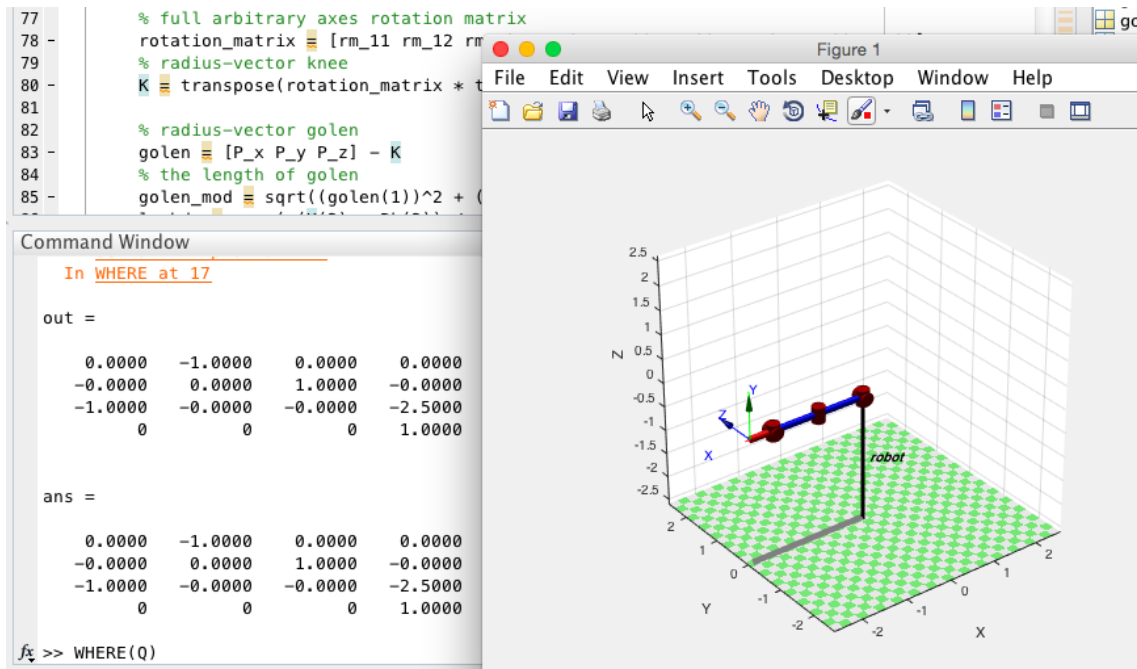 77 % full arbitrary axes rotation matrix
78 - rotation_matrix = [rm_11 rm_12 rm
79 % radius-vector knee
80 - K = transpose(rotation_matrix * t
81
82 % radius-vector golen
83 - golen = [P_x P_y P_z] - K
84 % the length of golen
85 - golen_mod = sqrt((golen(1))^2 + (
Command Window
In WHERE at 17
out =
0.0000 -1.0000 0.0000 0.0000
-0.0000 0.0000 1.0000 -0.0000
-1.0000 -0.0000 -0.0000 -2.5000
0 0 0 1.0000
ans =
0.0000 -1.0000 0.0000 0.0000
-0.0000 0.0000 1.0000 -0.0000
-1.0000 -0.0000 -0.0000 -2.5000
0 0 0 1.0000
fx >> WHERE(Q)
go
Figure 1
File Edit View Insert Tools Desktop Window Help
2.5
2
1.5
1
0.5
0
-0.5
-1
-1.5
-2
-2.5
Z
Y
Z
X
robot
2
1
0
-1
-2
Y
-2
-1
0
1
2
X